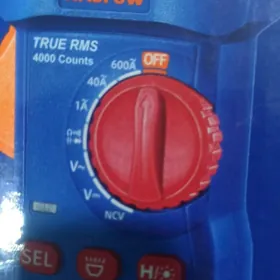 TRUE RMS
4000 Counts
600A
OFF
40A
1A
Ω
V~
V
NCV
SEL
H/